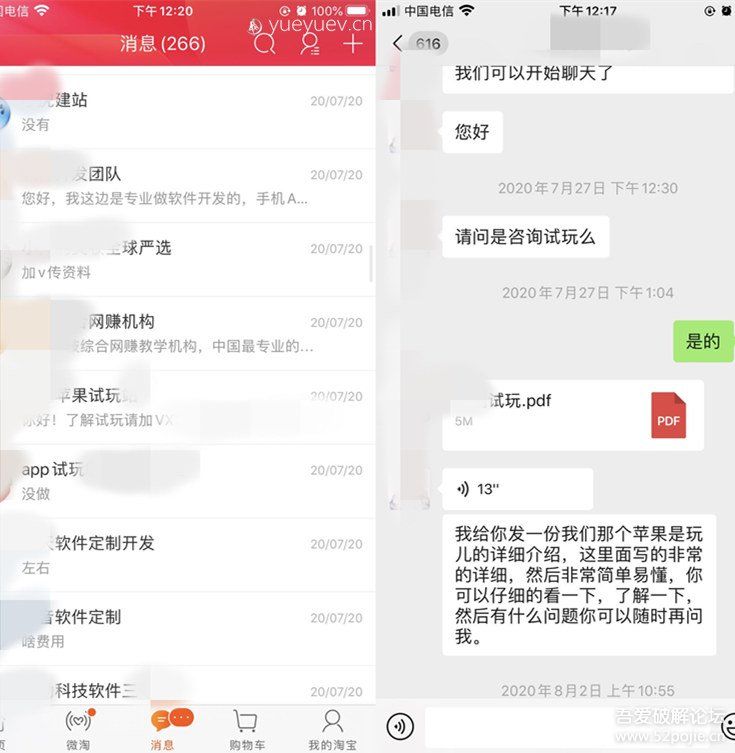 国电信
下午12:20
100%
yueyuev.cn
消息 (266)
建站
20/07/20
没有
发团队
20/07/20
您好，我这边是专业做软件开发的，手机A...
全球严选
20/07/20
加v传资料
网赚机构
20/07/20
综合网赚教学机构，中国最专业的...
苹果试玩
20/07/20
你好！了解试玩请加VX
app试玩
20/07/20
没做
软件定制开发
20/07/20
左右
软件定制
20/07/20
啥费用
科技软件三
20/07/20
微淘
消息
购物车
我的淘宝
中国电信
下午12:17
616
我们可以开始聊天了
您好
2020年7月27日 下午12:30
请问是咨询试玩么
2020年7月27日 下午1:04
是的
试玩.pdf
5M
PDF
13''
我给你发一份我们那个苹果是玩
儿的详细介绍，这里面写的非常
的详细，然后非常简单易懂，你
可以仔细的看一下，了解一下，
然后有什么问题你可以随时再问
我。
2020年8月2日 上午10:55
吾爱破解论坛
www.52pojie.cn